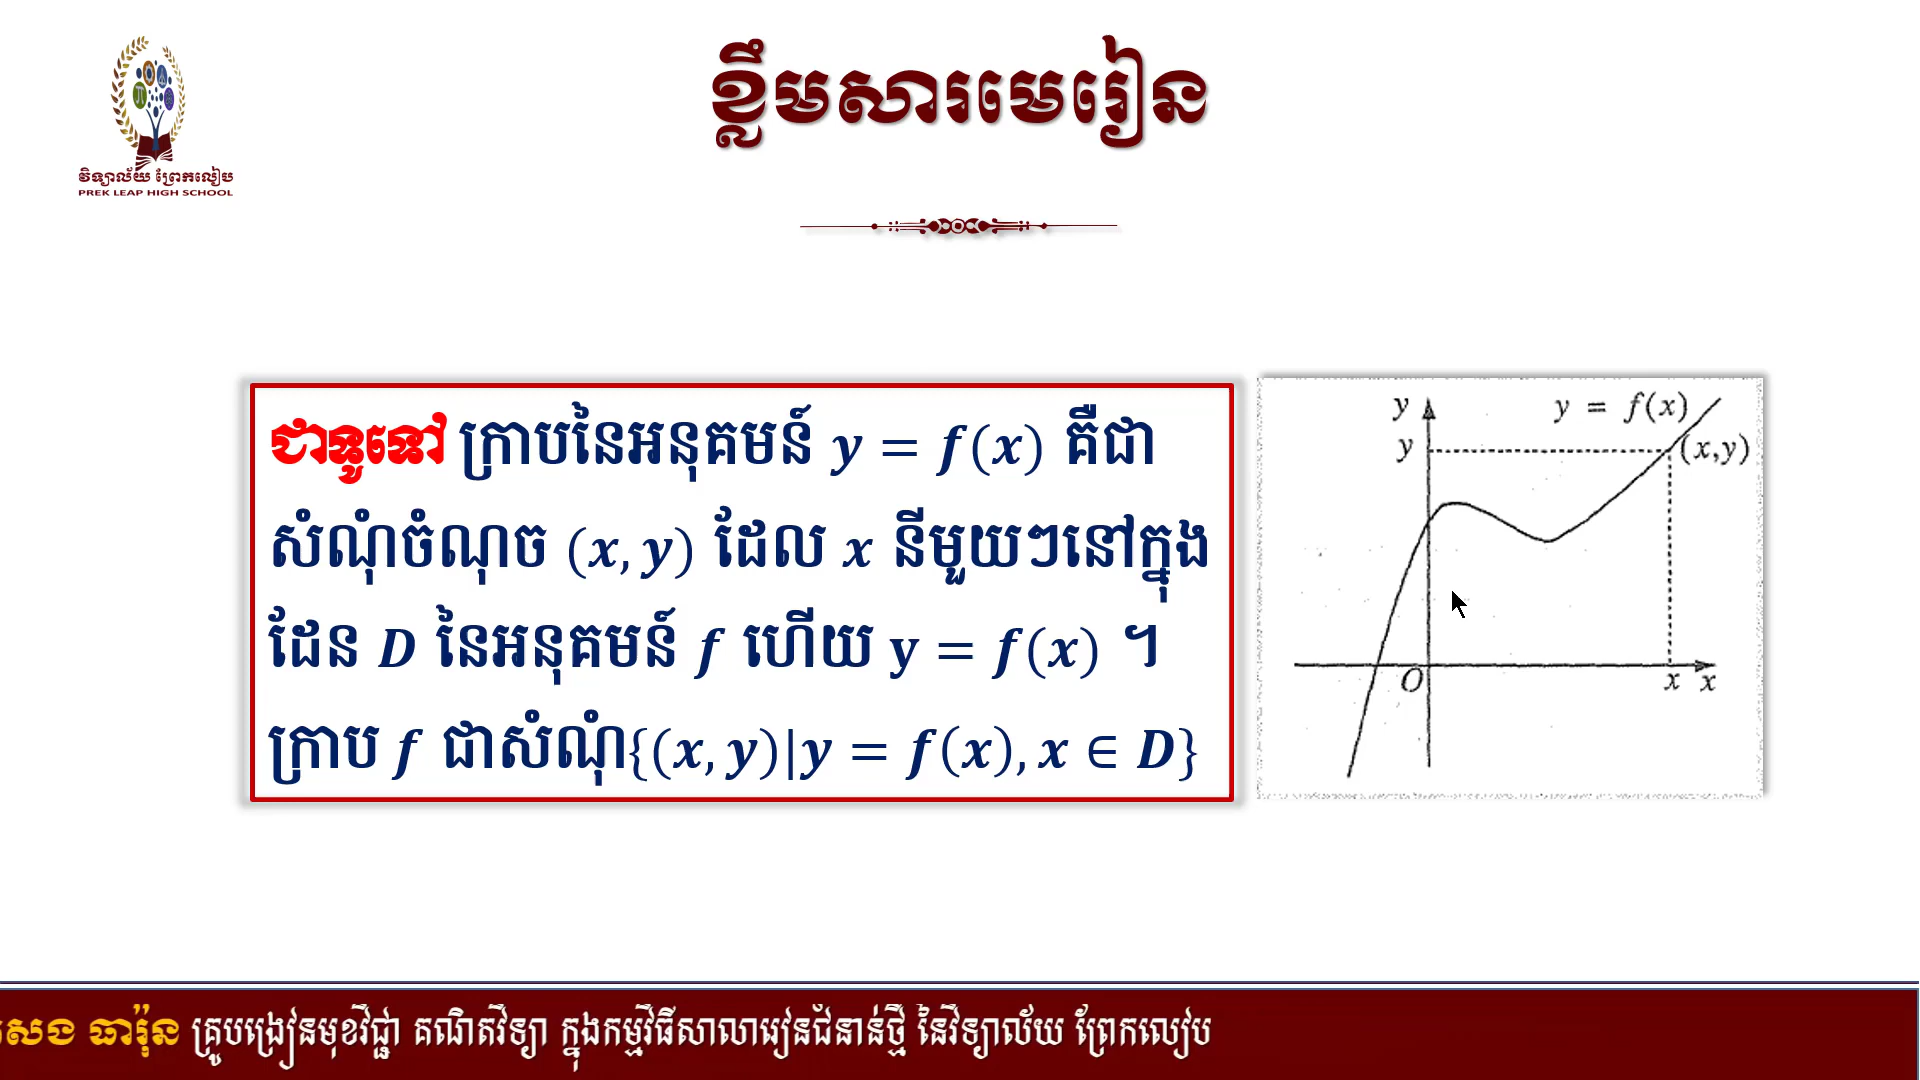 ខ្លឹមសារមេរៀន
វិទ្យាល័យ ព្រែកលៀប
PREK LEAP HIGH SCHOOL
ជាទូទៅ ក្រាបនៃអនុគមន៍ y = f(x) គឺជា
សំណុំចំណុច (x, y) ដែល x នីមួយៗនៅក្នុង
ដែន D នៃអនុគមន៍ f ហើយ y = f(x) ។
ក្រាប f ជាសំណុំ{(x, y)|y = f(x), x ∈ D}
y
y = f(x)
y
(x,y)
O
x
x
សេង ធារ៉ុន គ្រូបង្រៀនមុខវិជ្ជា គណិតវិទ្យា ក្នុងកម្មវិធីសាលារៀនជំនាន់ថ្មី នៃវិទ្យាល័យ ព្រែកលៀប